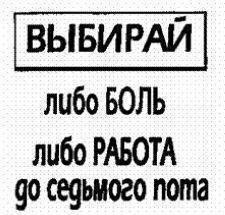 ВЫБИРАЙ
либо БОЛЬ
либо РАБОТА
до седьмого пота